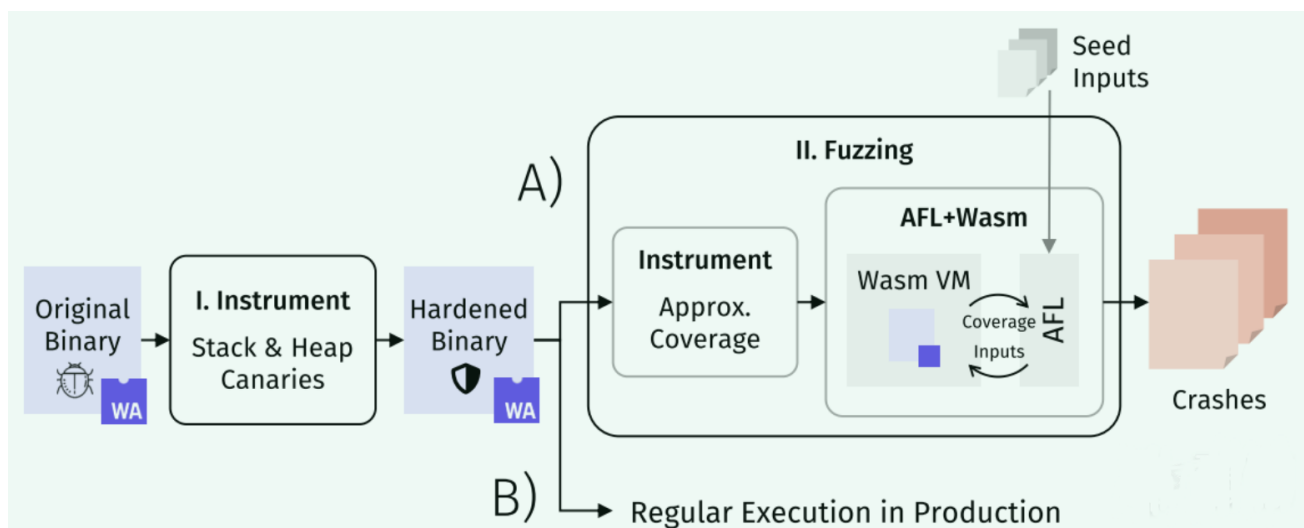 Seed
Inputs
A)
II. Fuzzing
AFL+Wasm
Instrument
Approx.
Coverage
Wasm VM
Coverage
Inputs
AFL
Original
Binary
WA
I. Instrument
Stack & Heap
Canaries
Hardened
Binary
WA
Crashes
B)
Regular Execution in Production